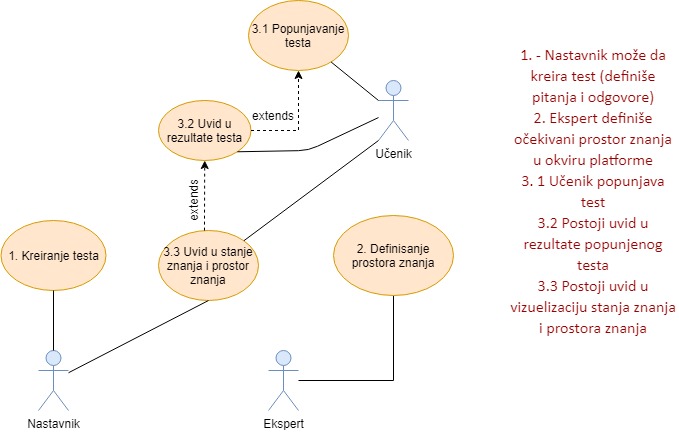 3.1 Popunjavanje
testa
extends
3.2 Uvid u
rezultate testa
Učenik
extends
3.3 Uvid u stanje
znanja i prostor
znanja
1. Kreiranje testa
2. Definisanje
prostora znanja
Nastavnik
Ekspert
1. - Nastavnik može da
kreira test (definiše
pitanja i odgovore)
2. Ekspert definiše
očekivani prostor znanja
u okviru platforme
3. 1 Učenik popunjava
test
3.2 Postoji uvid u
rezultate popunjenog
testa
3.3 Postoji uvid u
vizuelizaciju stanja znanja
i prostora znanja